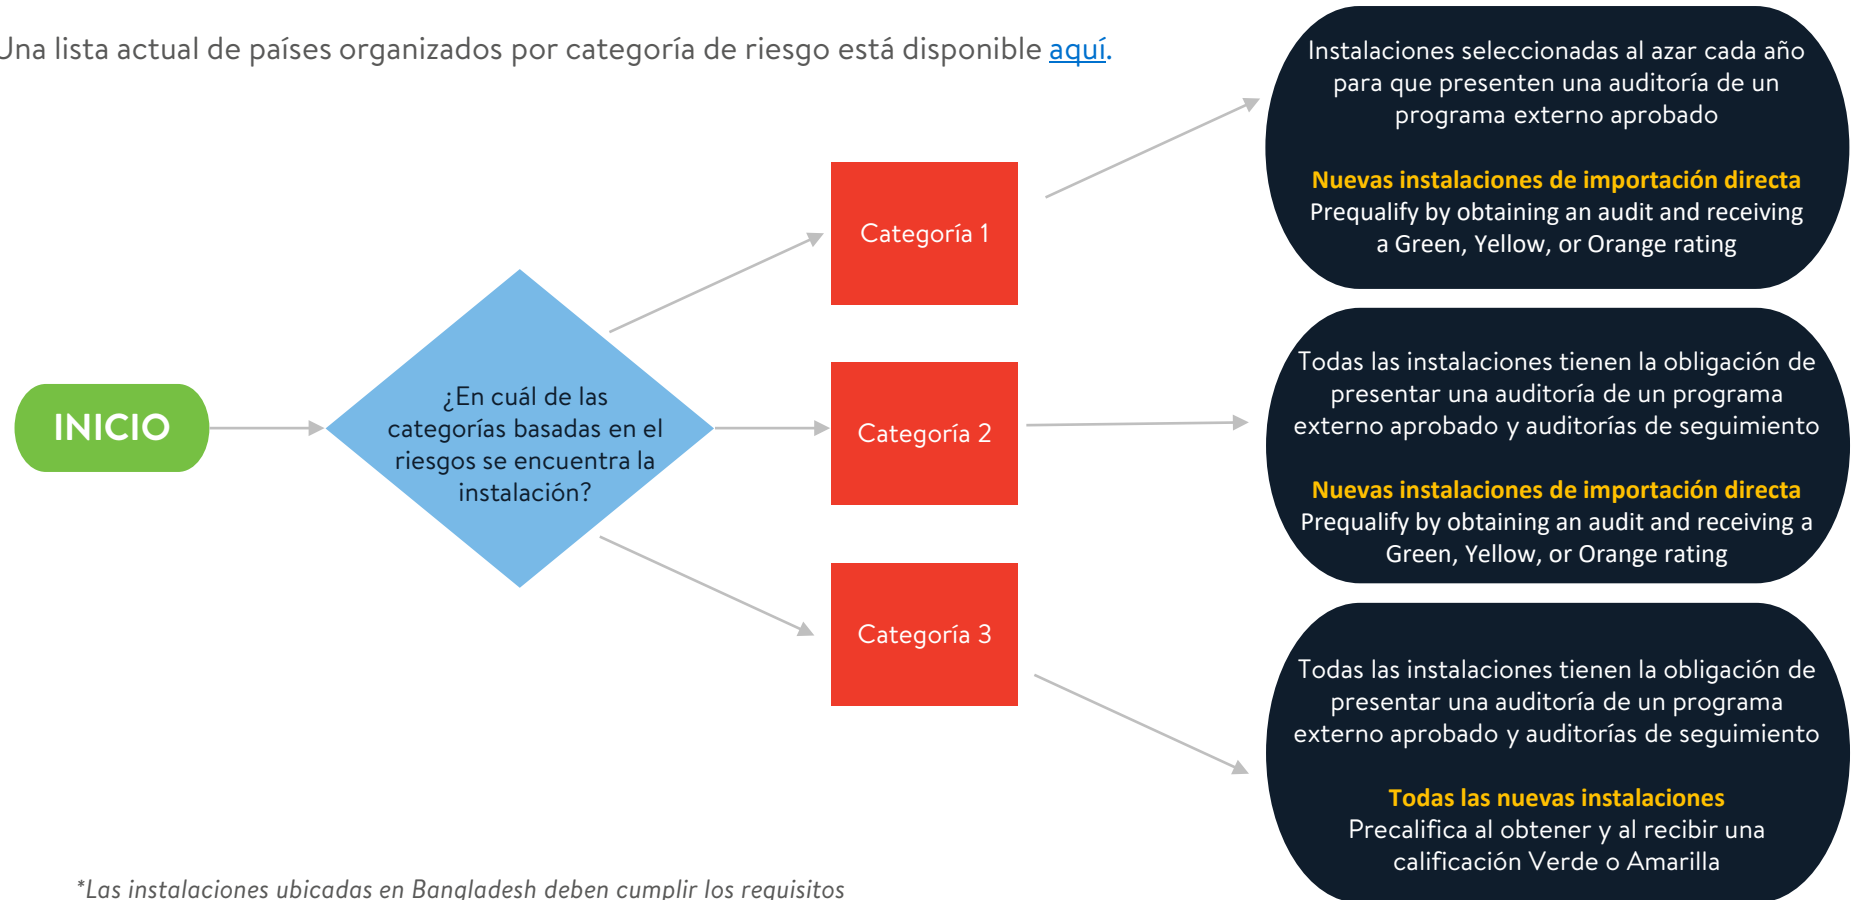 Una lista actual de países organizados por categoría de riesgo está disponible aquí.
INICIO
¿En cuál de las
categorías basadas en el
riesgos se encuentra la
instalación?
Categoría 1
Categoría 2
Categoría 3
Instalaciones seleccionadas al azar cada año
para que presenten una auditoría de un
programa externo aprobado
Nuevas instalaciones de importación directa
Prequalify by obtaining an audit and receiving
a Green, Yellow, or Orange rating
Todas las instalaciones tienen la obligación de
presentar una auditoría de un programa
externo aprobado y auditorías de seguimiento
Nuevas instalaciones de importación directa
Prequalify by obtaining an audit and receiving a
Green, Yellow, or Orange rating
Todas las instalaciones tienen la obligación de
presentar una auditoría de un programa
externo aprobado y auditorías de seguimiento
Todas las nuevas instalaciones
Precalifica al obtener y al recibir una
calificación Verde o Amarilla
*Las instalaciones ubicadas en Bangladesh deben cumplir los requisitos